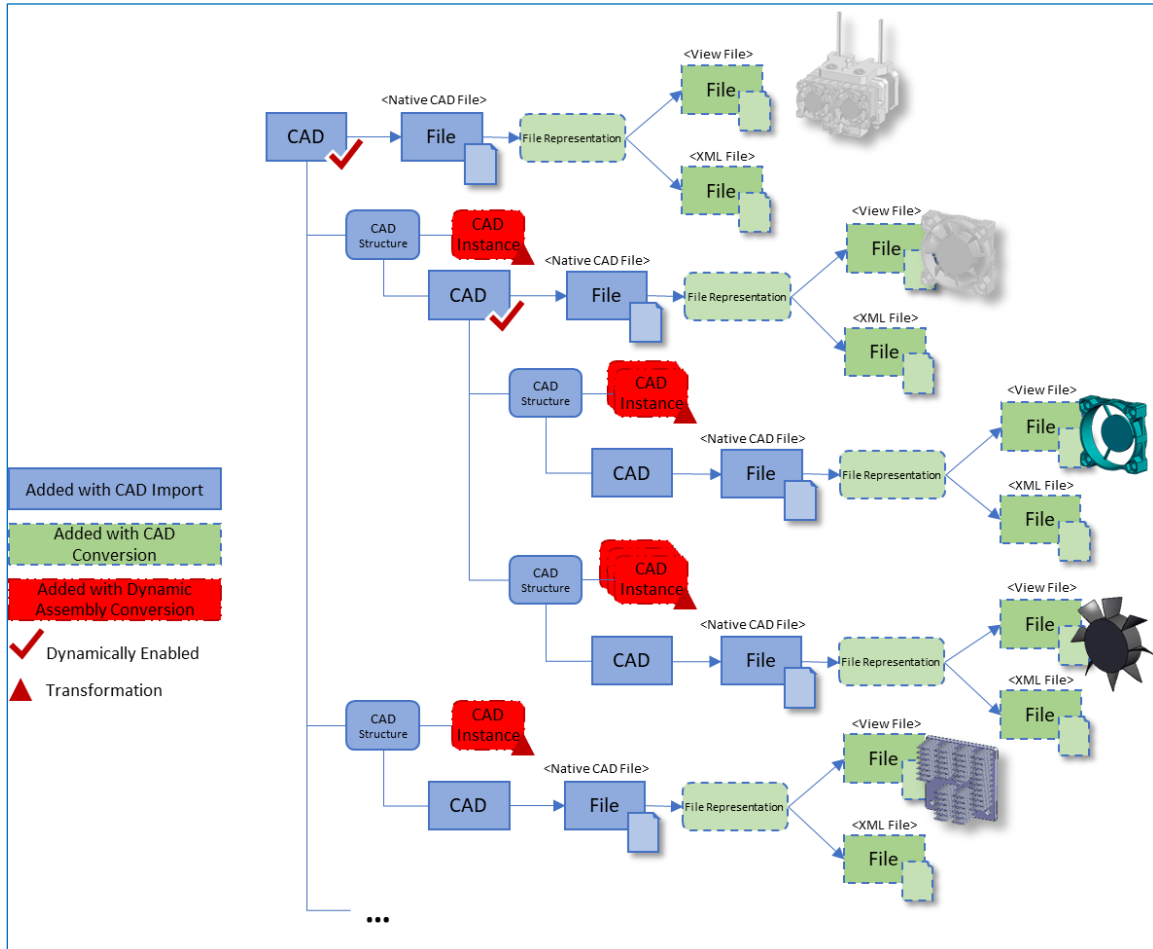 <View File>
File
<Native CAD File>
CAD
File
File Representation
<XML File>
File
CAD
Structure
CAD
Instance
<View File>
File
<Native CAD File>
CAD
File
File Representation
<XML File>
File
CAD
Structure
CAD
Instance
<View File>
File
<Native CAD File>
CAD
File
File Representation
<XML File>
File
Added with CAD Import
Added with CAD
Conversion
Added with Dynamic
Assembly Conversion
Dynamically Enabled
Transformation
CAD
Structure
CAD
Instance
<View File>
File
<Native CAD File>
CAD
File
File Representation
<XML File>
File
CAD
Structure
CAD
Instance
<View File>
File
<Native CAD File>
CAD
File
File Representation
<XML File>
File
...